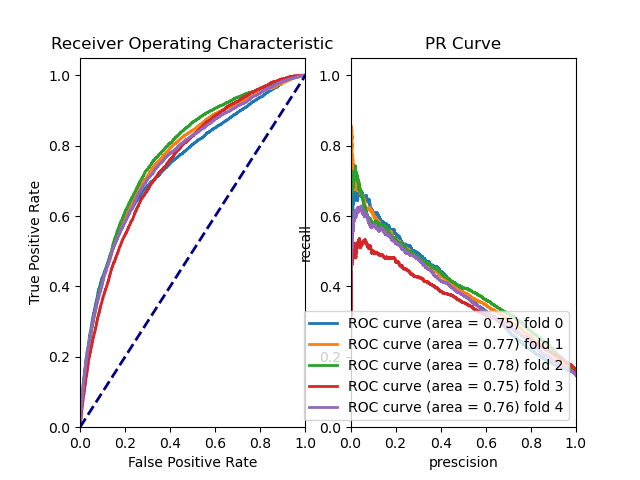 Receiver Operating Characteristic
PR Curve
True Positive Rate
1.0
0.8
0.6
0.4
0.2
0.0
0.0 0.2 0.4 0.6 0.8 1.0
False Positive Rate
recall
1.0
0.8
0.6
0.4
0.2
0.0
0.0 0.2 0.4 0.6 0.8 1.0
prescision
ROC curve (area = 0.75) fold 0
ROC curve (area = 0.77) fold 1
ROC curve (area = 0.78) fold 2
ROC curve (area = 0.75) fold 3
ROC curve (area = 0.76) fold 4